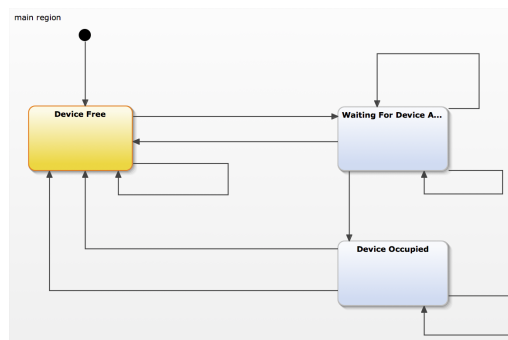 main region
Device Free
Waiting For Device A...
Device Occupied